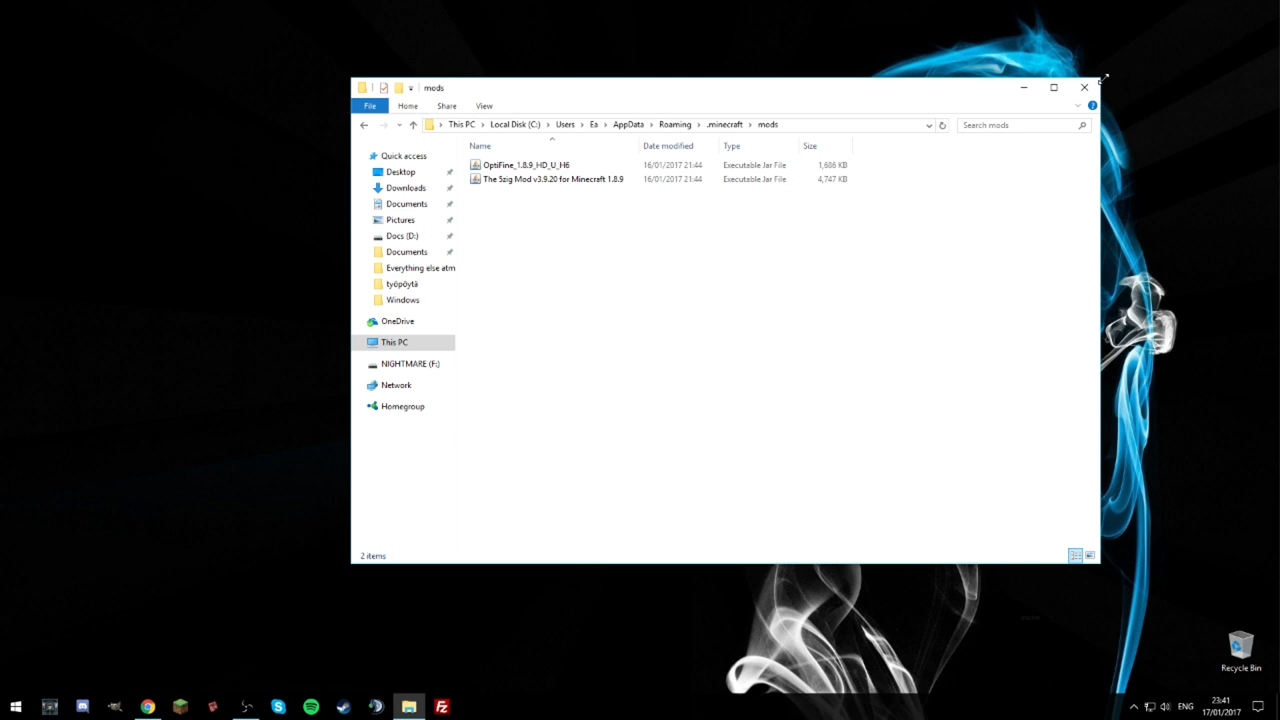 mods
File Home Share View
This PC Local Disk (C:) Users Ea AppData Roaming .minecraft mods
Search mods
Name Date modified Type Size
OptiFine_1.8.9_HD_U_H6 16/01/2017 21:44 Executable Jar File 1,686 KB
The 5zig Mod v3.9.20 for Minecraft 1.8.9 16/01/2017 21:44 Executable Jar File 4,747 KB
Quick access
Desktop
Downloads
Documents
Pictures
Docs (D:)
Documents
Everything else atm
työpöytä
Windows
OneDrive
This PC
NIGHTMARE (F:)
Network
Homegroup
2 items
Recycle Bin
ENG
23:41
17/01/2017